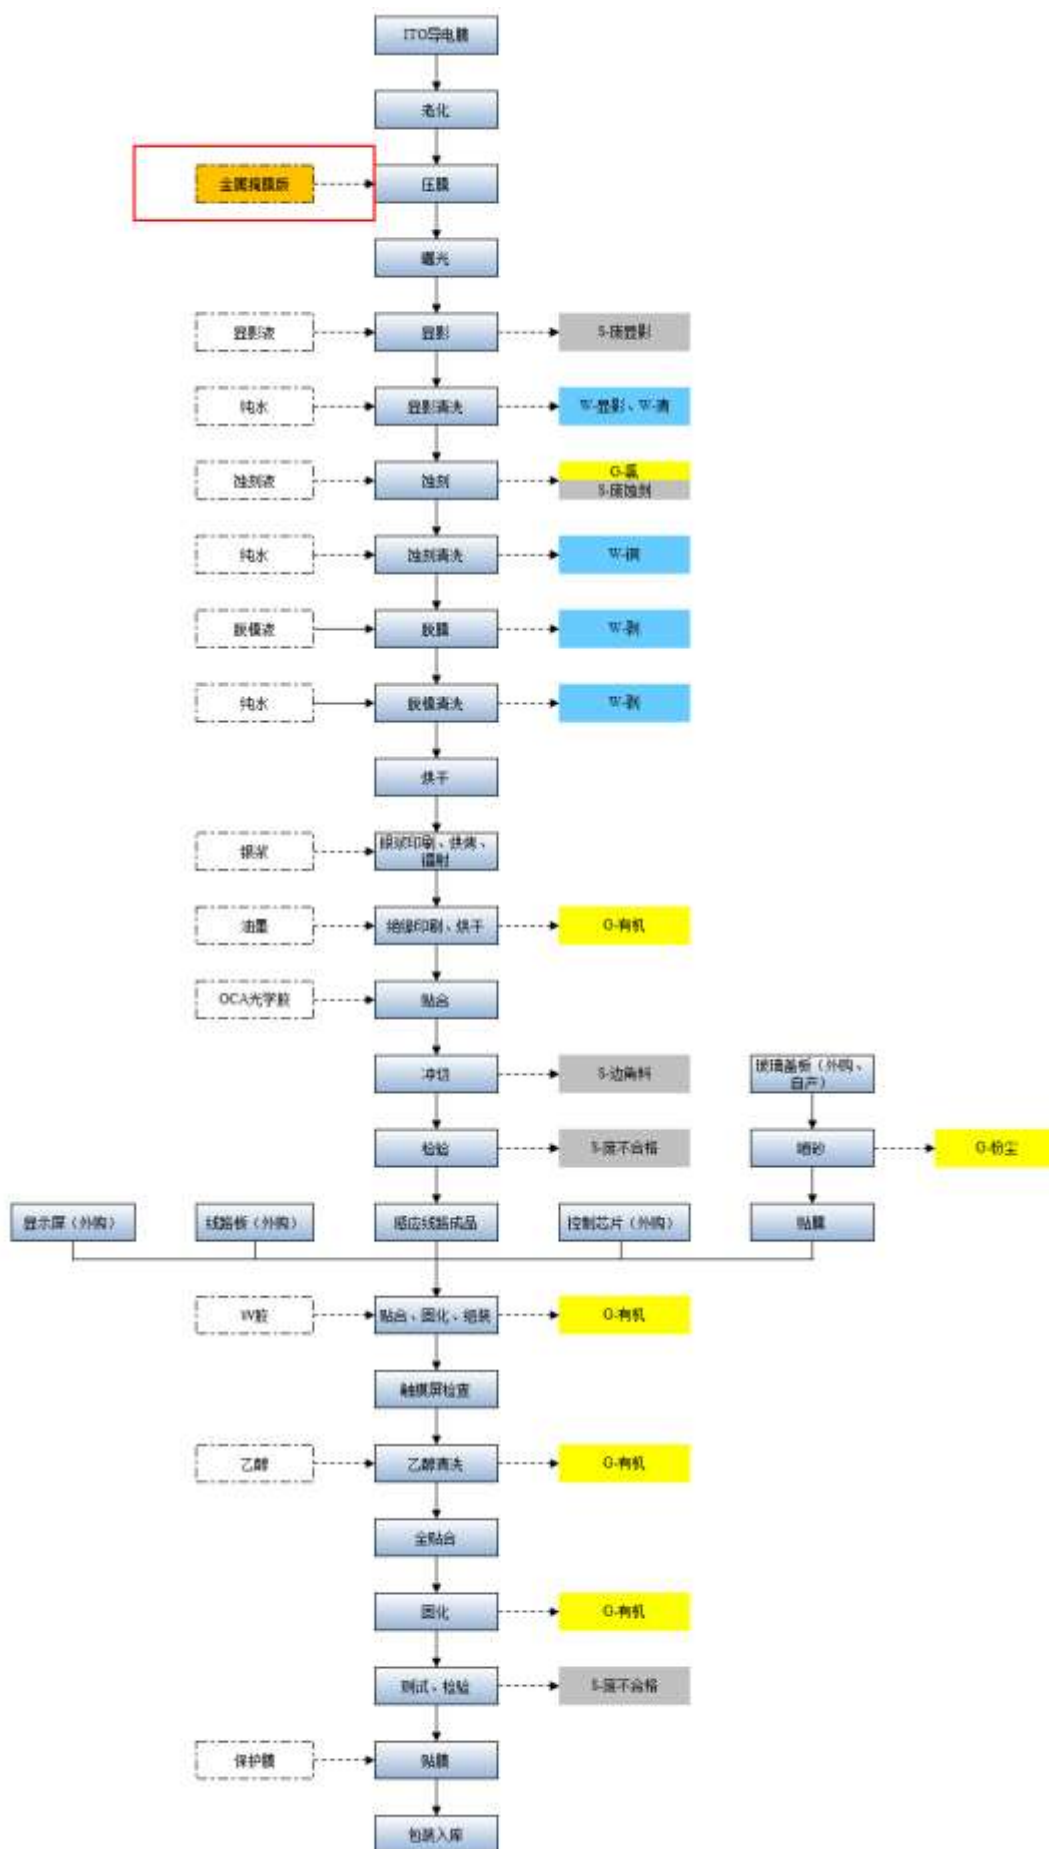 ITO导电膜
老化
金属掩膜版
压膜
曝光
显影液
显影
S-废显影
纯水
显影清洗
W-显影、W-清
蚀刻液
蚀刻
G-氯
S-废蚀刻
纯水
蚀刻清洗
W-铜
脱模液
脱膜
W-剥
纯水
脱模清洗
W-剥
烘干
银浆
银浆印刷、烘烤、
镭射
油墨
绝缘印刷、烘干
G-有机
OCA光学胶
贴合
冲切
S-边角料
玻璃盖板（外购、
自产）
检验
S-废不合格
喷砂
G-粉尘
显示屏（外购）
线路板（外购）
感应线路成品
控制芯片（外购）
贴膜
UV胶
贴合、固化、组装
G-有机
触摸屏检查
乙醇
乙醇清洗
G-有机
全贴合
固化
G-有机
测试、检验
S-废不合格
保护膜
贴膜
包装入库